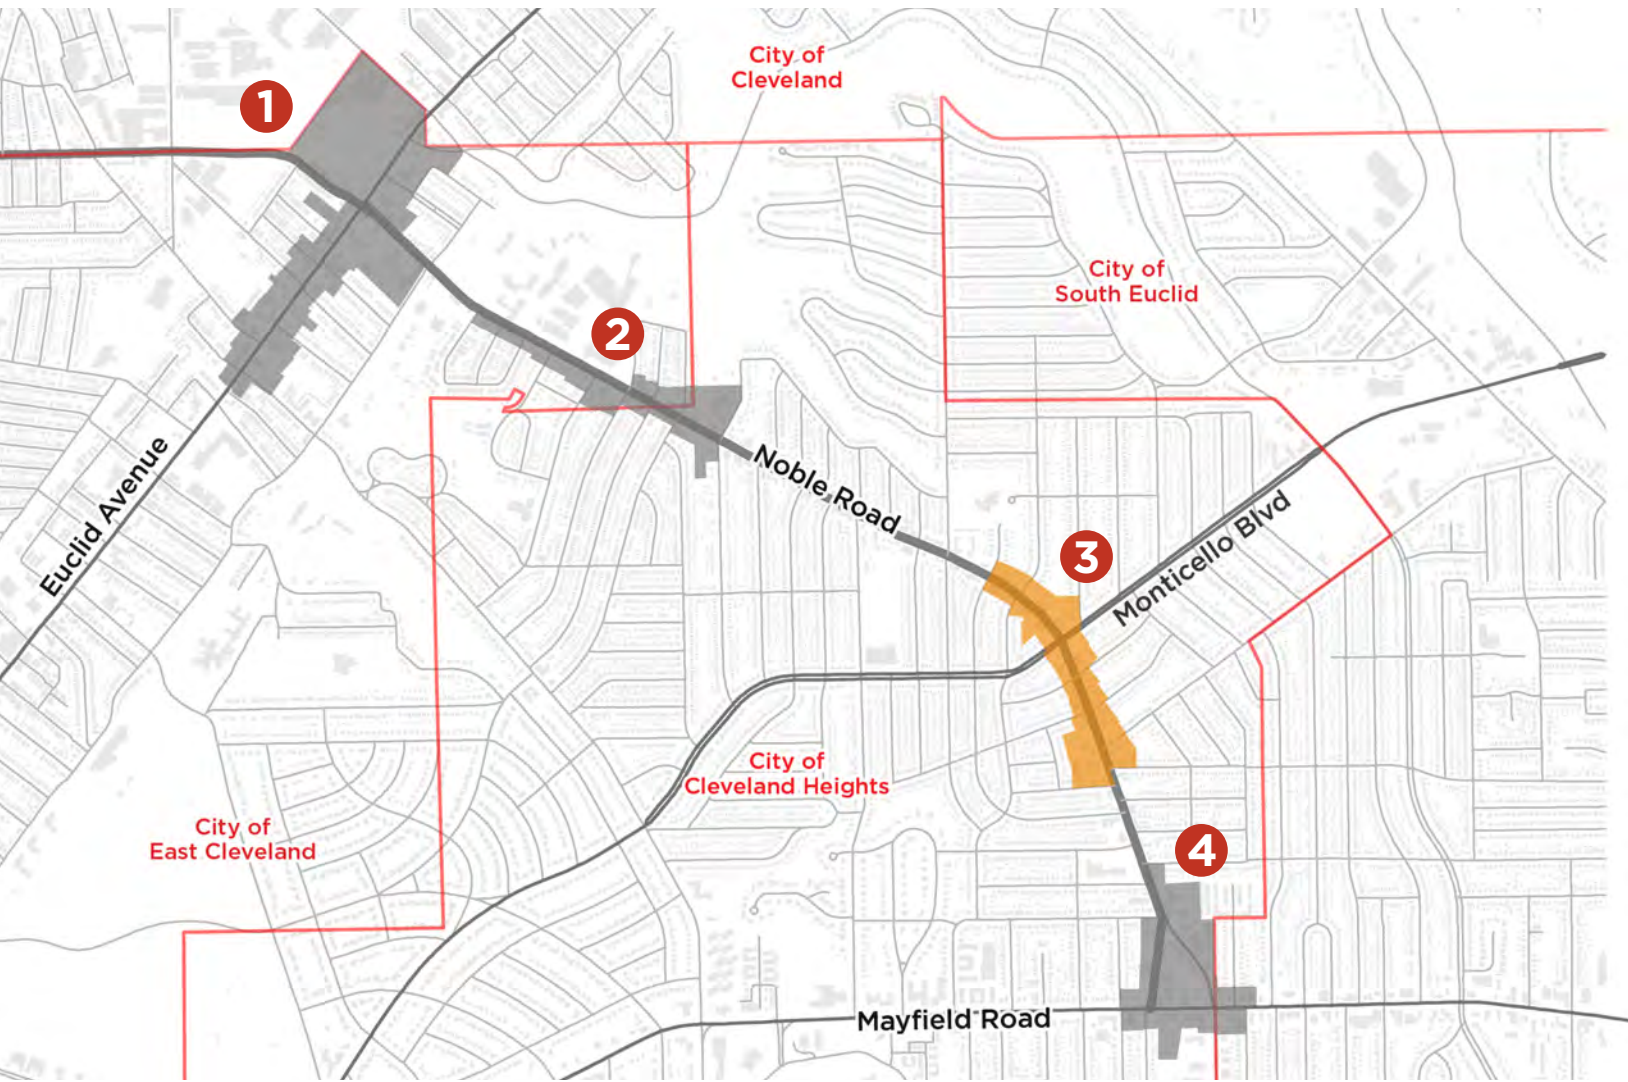 City of
Cleveland
1
City of
South Euclid
2
Euclid Avenue
Noble Road
3
Monticello Blvd
City of
Cleveland Heights
City of
East Cleveland
4
Mayfield Road